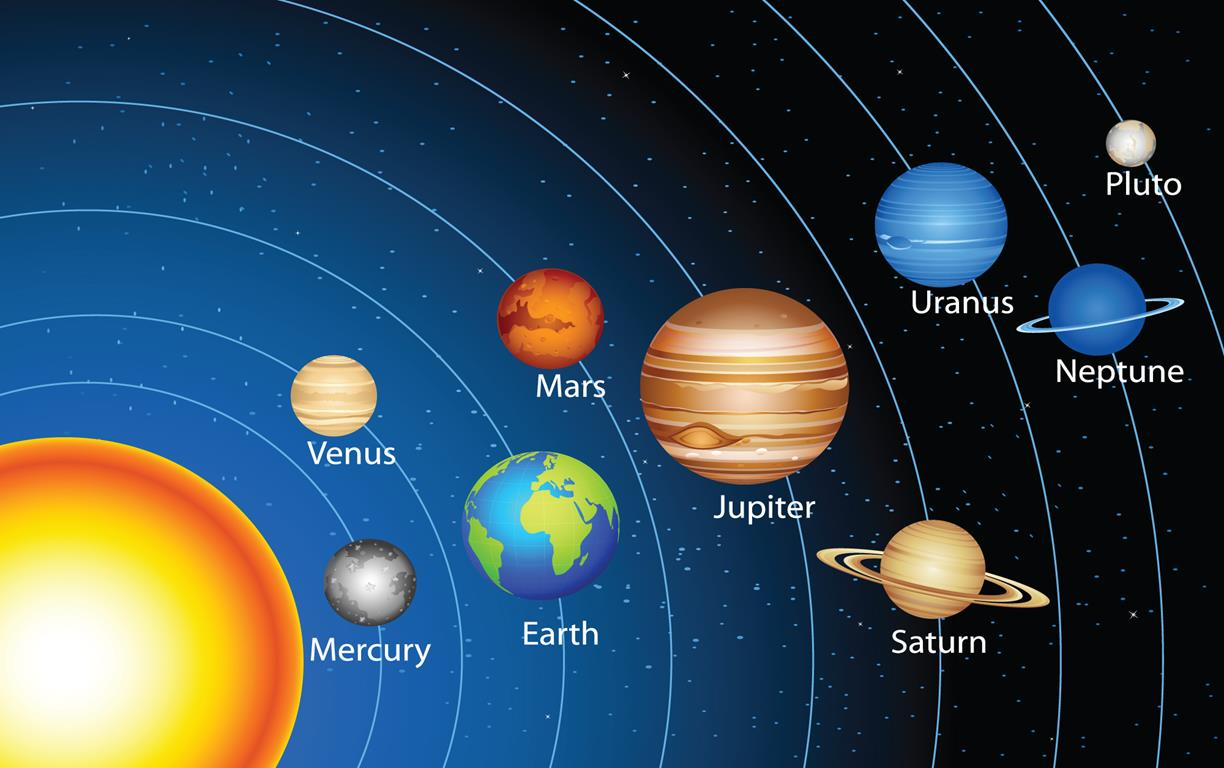 Pluto
Uranus
Neptune
Mars
Venus
Jupiter
Earth
Saturn
Mercury